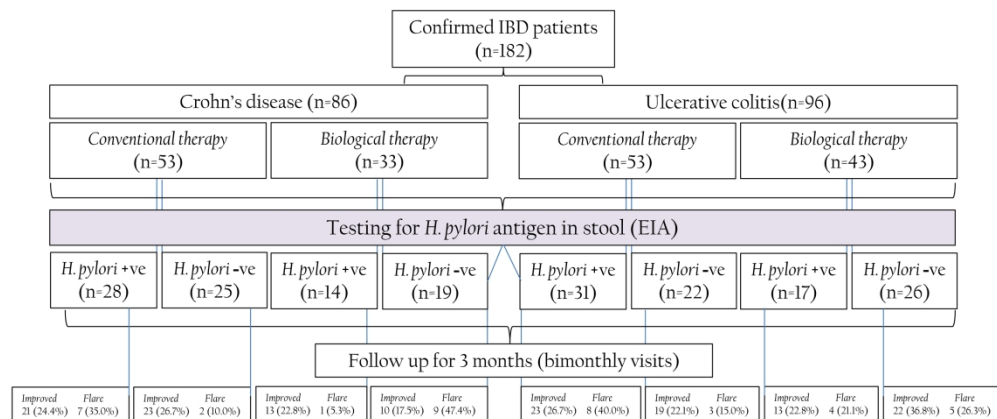 Confirmed IBD patients
(n=182)
Crohn's disease (n=86)
Ulcerative colitis(n=96)
Conventional therapy
(n=53)
Biological therapy
(n=33)
Conventional therapy
(n=53)
Biological therapy
(n=43)
Testing for H. pylori antigen in stool (EIA)
H. pylori +ve
(n=28)
H. pylori -ve
(n=25)
H. pylori +ve
(n=14)
H. pylori -ve
(n=19)
H. pylori +ve
(n=31)
H. pylori -ve
(n=22)
H. pylori +ve
(n=17)
H. pylori -ve
(n=26)
Follow up for 3 months (bimonthly visits)
Improved Flare
21 (24.4%) 7 (35.0%)
Improved Flare
23 (26.7%) 2 (10.0%)
Improved Flare
13 (22.8%) 1 (5.3%)
Improved Flare
10 (17.5%) 9 (47.4%)
Improved Flare
23 (26.7%) 8 (40.0%)
Improved Flare
19 (22.1%) 3 (15.0%)
Improved Flare
13 (22.8%) 4 (21.1%)
Improved Flare
22 (36.8%) 5 (26.3%)